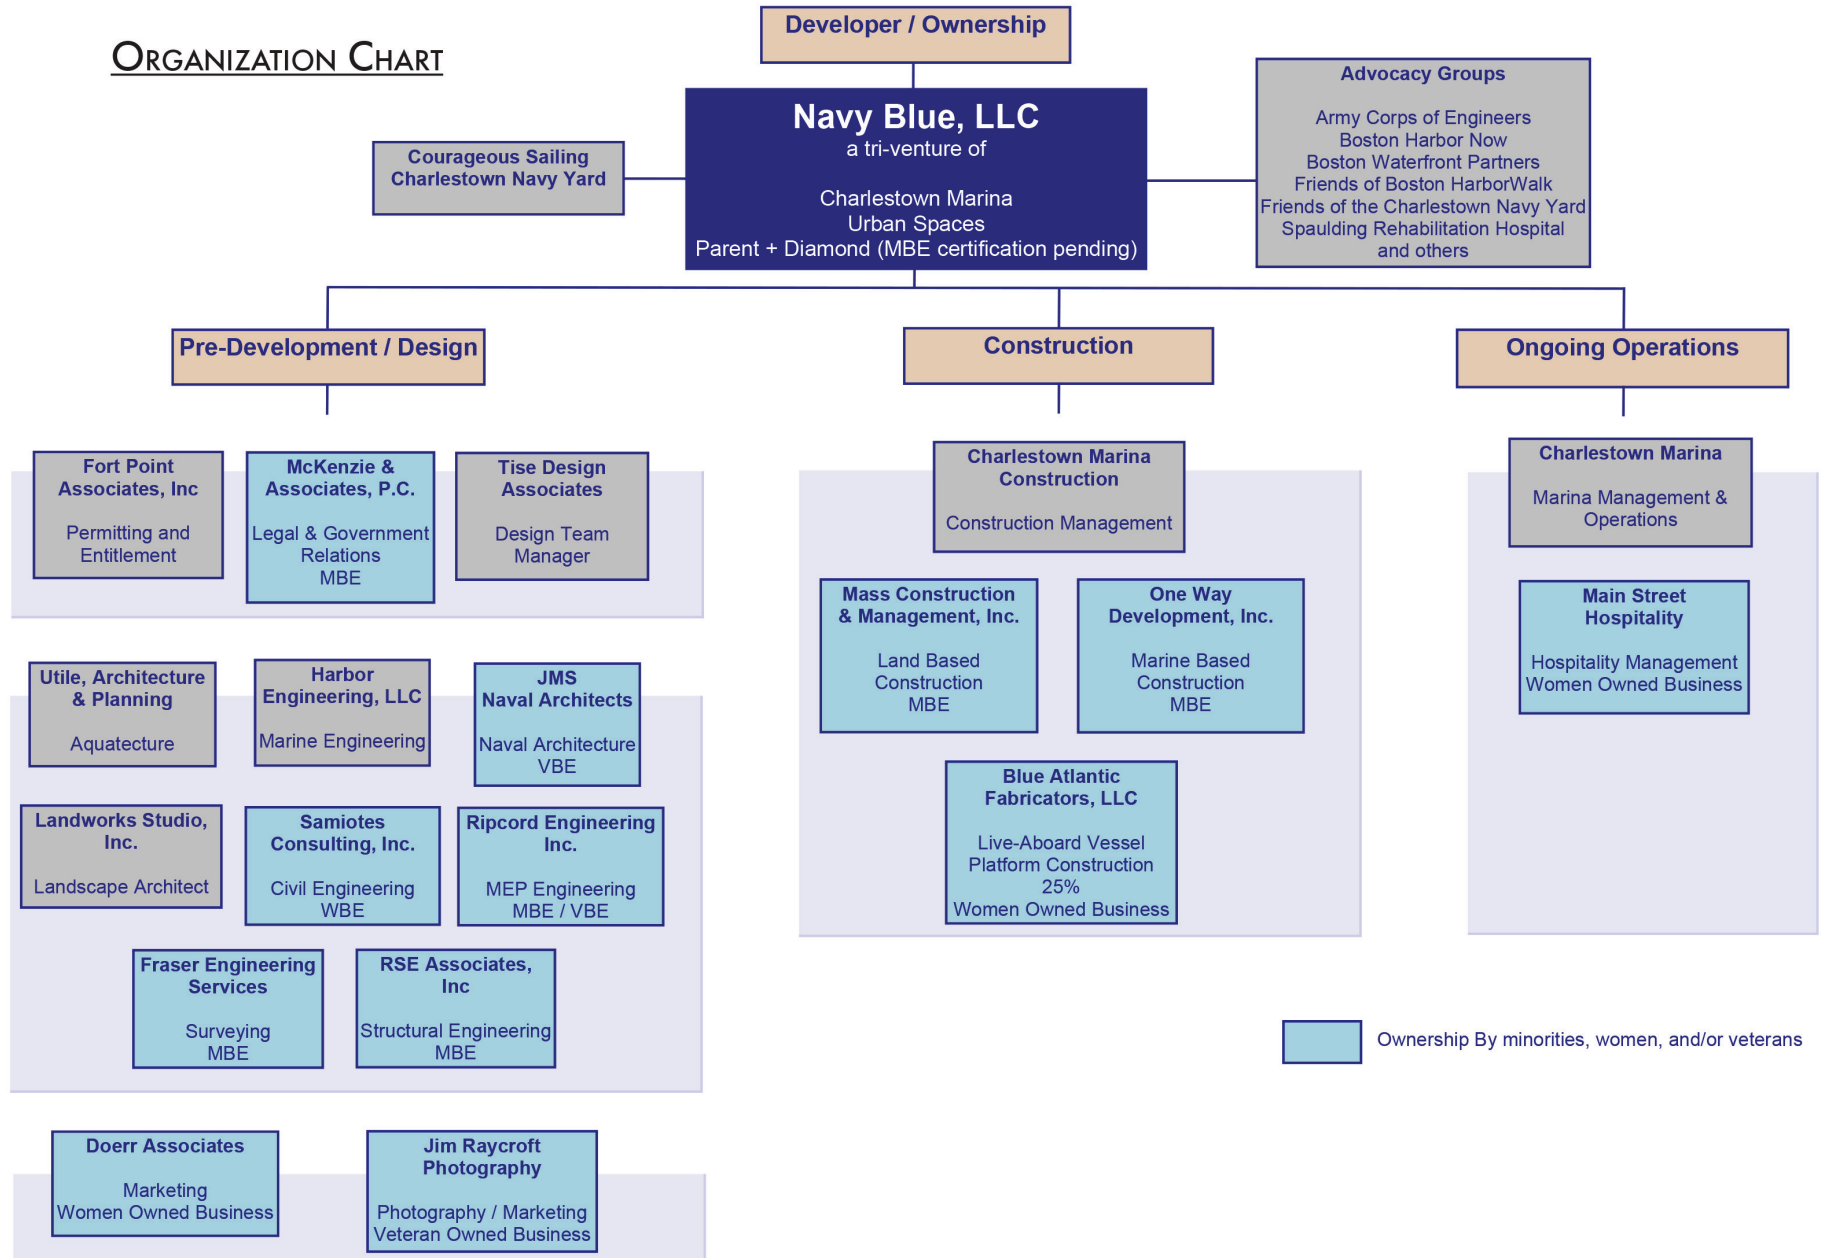 ORGANIZATION CHART
Developer / Ownership
Navy Blue, LLC
a tri-venture of
Charlestown Marina
Urban Spaces
Parent + Diamond (MBE certification pending)
Courageous Sailing
Charlestown Navy Yard
Advocacy Groups
Army Corps of Engineers
Boston Harbor Now
Boston Waterfront Partners
Friends of Boston HarborWalk
Friends of the Charlestown Navy Yard
Spaulding Rehabilitation Hospital
and others
Pre-Development / Design
Fort Point
Associates, Inc
Permitting and
Entitlement
McKenzie &
Associates, P.C.
Legal & Government
Relations
MBE
Tise Design
Associates
Design Team
Manager
Utile, Architecture
& Planning
Aquatecture
Harbor
Engineering, LLC
Marine Engineering
JMS
Naval Architects
Naval Architecture
VBE
Landworks Studio,
Inc.
Landscape Architect
Samiotes
Consulting, Inc.
Civil Engineering
WBE
Ripcord Engineering
Inc.
MEP Engineering
MBE / VBE
Fraser Engineering
Services
Surveying
MBE
RSE Associates,
Inc
Structural Engineering
MBE
Doerr Associates
Marketing
Women Owned Business
Jim Raycroft
Photography
Photography / Marketing
Veteran Owned Business
Construction
Charlestown Marina
Construction
Construction Management
Mass Construction
& Management, Inc.
Land Based
Construction
MBE
One Way
Development, Inc.
Marine Based
Construction
MBE
Blue Atlantic
Fabricators, LLC
Live-Aboard Vessel
Platform Construction
25%
Women Owned Business
Ongoing Operations
Charlestown Marina
Marina Management &
Operations
Main Street
Hospitality
Hospitality Management
Women Owned Business
Ownership By minorities, women, and/or veterans